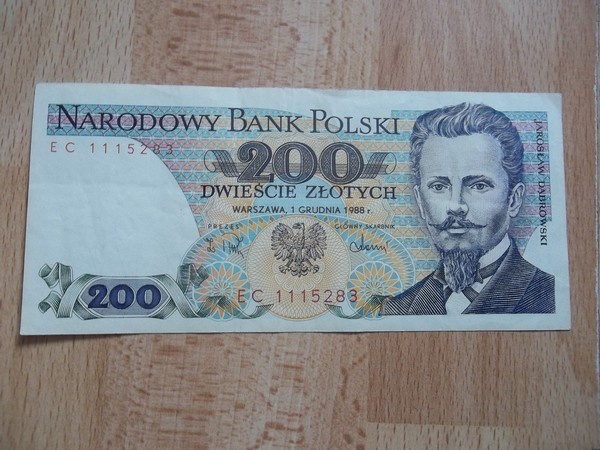 NARODOWY BANK POLSKI
EC 1115283
200
DWIEŚCIE ZŁOTYCH
WARSZAWA, 1 GRUDNIA 1988 r.
PREZES
GŁÓWNY SKARBNIK
JAROSŁAW DĄBROWSKI
200
EC 1115283